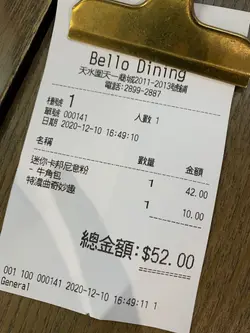 Bello Dining
天水圍天一商城2011-2013號舖
電話:2899-2887
檯號 1 人數 1
單號 000141
日期 2020-12-10 16:49:10
名稱 數量 金額
迷你卡邦尼意粉 1 42.00
- 牛角包
特濃曲奇妙趣 1 10.00
總金額:$52.00
001 100 000141 2020-12-10 16:49:11 1
General